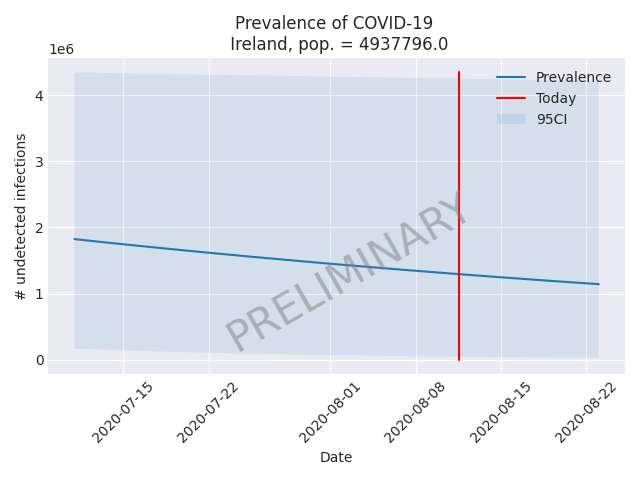 Prevalence of COVID-19
Ireland, pop. = 4937796.0
1e6
Prevalence
Today
95CI
4
3
2
1
0
# undetected infections
PRELIMINARY
2020-07-15
2020-07-22
2020-08-01
2020-08-08
2020-08-15
2020-08-22
Date